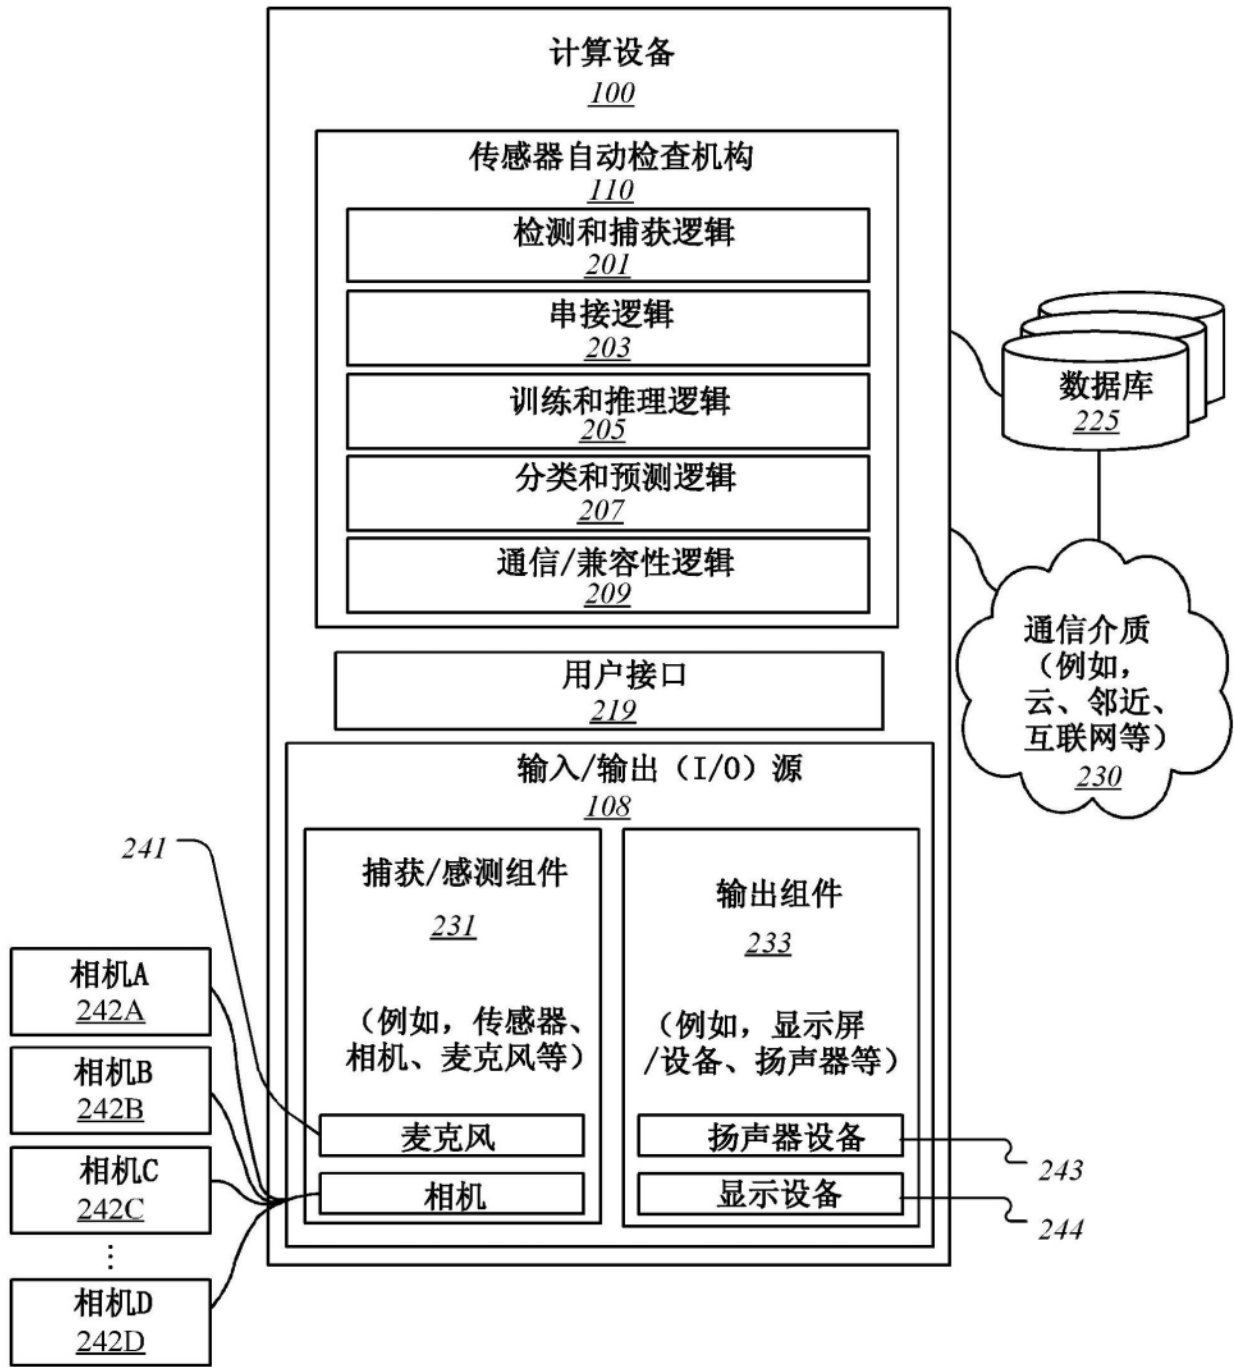 计算设备
100
传感器自动检查机构
110
检测和捕获逻辑
201
串接逻辑
203
训练和推理逻辑
205
分类和预测逻辑
207
通信/兼容性逻辑
209
用户接口
219
输入/输出（I/O）源
108
捕获/感测组件
231
（例如，传感器、
相机、麦克风等）
麦克风
相机
输出组件
233
（例如，显示屏
/设备、扬声器等）
扬声器设备
显示设备
数据库
225
通信介质
（例如，
云、邻近、
互联网等）
230
241
相机A
242A
相机B
242B
相机C
242C
⋮
相机D
242D
243
244